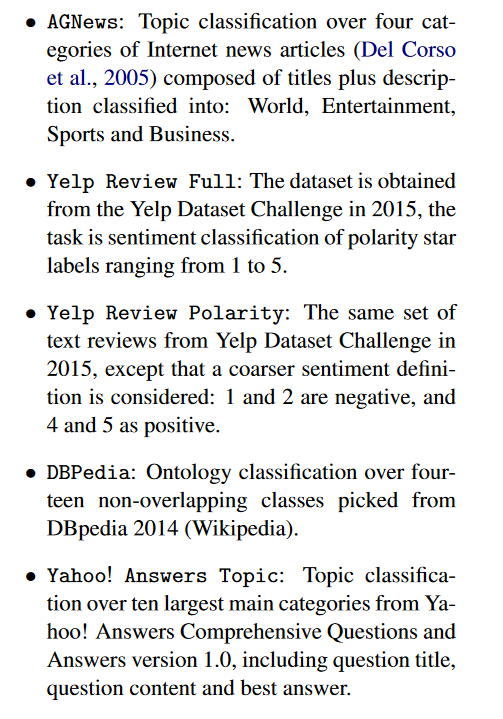 • AGNews: Topic classification over four cat-
egories of Internet news articles (Del Corso
et al., 2005) composed of titles plus descrip-
tion classified into: World, Entertainment,
Sports and Business.
• Yelp Review Full: The dataset is obtained
from the Yelp Dataset Challenge in 2015, the
task is sentiment classification of polarity star
labels ranging from 1 to 5.
• Yelp Review Polarity: The same set of
text reviews from Yelp Dataset Challenge in
2015, except that a coarser sentiment defini-
tion is considered: 1 and 2 are negative, and
4 and 5 as positive.
• DBPedia: Ontology classification over four-
teen non-overlapping classes picked from
DBpedia 2014 (Wikipedia).
• Yahoo! Answers Topic: Topic classifica-
tion over ten largest main categories from Ya-
hoo! Answers Comprehensive Questions and
Answers version 1.0, including question title,
question content and best answer.